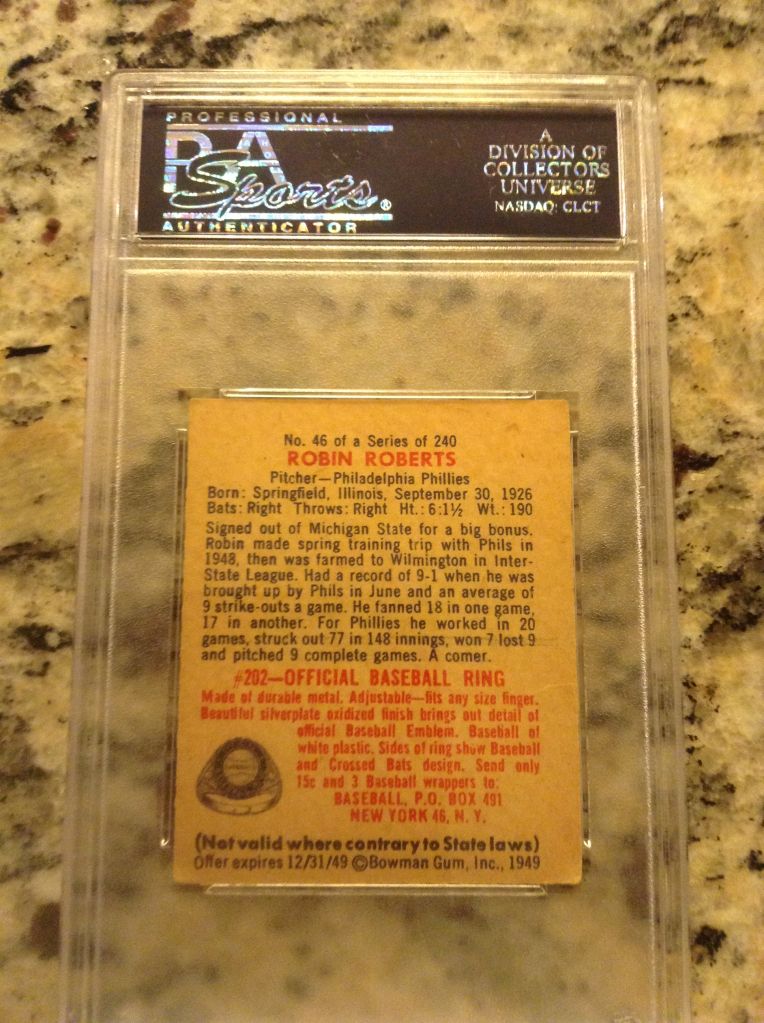 PROFESSIONAL
PSA
Sports®
AUTHENTICATOR
A
DIVISION OF
COLLECTORS
UNIVERSE
NASDAQ: CLCT
No. 46 of a Series of 240
ROBIN ROBERTS
Pitcher—Philadelphia Phillies
Born: Springfield, Illinois, September 30, 1926
Bats: Right Throws: Right Ht.: 6:1½ Wt.: 190
Signed out of Michigan State for a big bonus.
Robin made spring training trip with Phils in
1948, then was farmed to Wilmington in Inter-
State League. Had a record of 9-1 when he was
brought up by Phils in June and an average of
9 strike-outs a game. He fanned 18 in one game,
17 in another. For Phillies he worked in 20
games, struck out 77 in 148 innings, won 7 lost 9
and pitched 9 complete games. A comer.
#202—OFFICIAL BASEBALL RING
Made of durable metal. Adjustable—fits any size finger.
Beautiful silverplate oxidized finish brings out detail of
official Baseball Emblem. Baseball of
white plastic. Sides of ring show Baseball
and Crossed Bats design. Send only
15c and 3 Baseball wrappers to:
BASEBALL, P.O. BOX 491
NEW YORK 46, N. Y.
(Not valid where contrary to State laws)
Offer expires 12/31/49 ©Bowman Gum, Inc., 1949